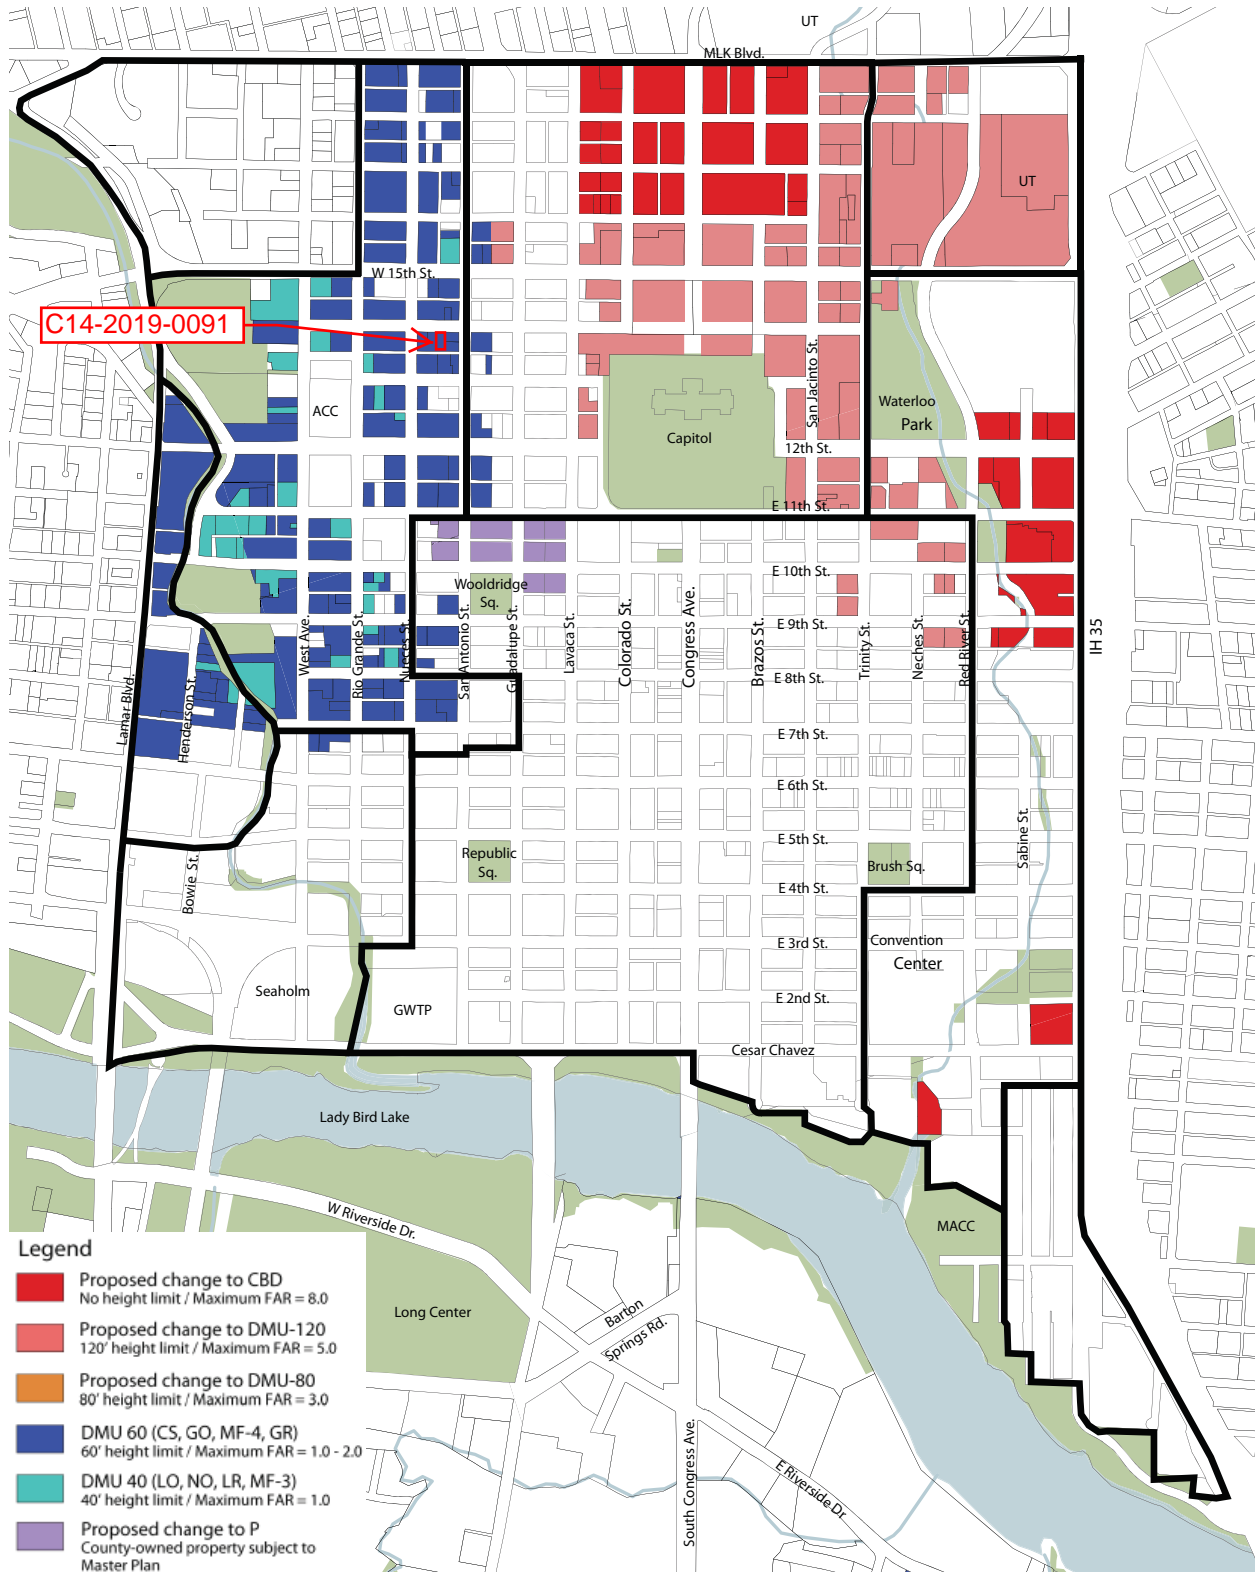 UT
MLK Blvd.
UT
W 15th St.
C14-2019-0091
San Jacinto St.
ACC
Waterloo
Park
Capitol
12th St.
E 11th St.
E 10th St.
Wooldridge
Sq.
E 9th St.
West Ave.
Rio Grande St.
Nueces St.
San Antonio St.
Guadalupe St.
Lavaca St.
Colorado St.
Congress Ave.
Brazos St.
Trinity St.
Neches St.
Red River St.
IH 35
E 8th St.
Lamar Blvd.
Henderson St.
E 7th St.
E 6th St.
E 5th St.
Republic
Sq.
Brush Sq.
Sabine St.
Bowie St.
E 4th St.
E 3rd St.
Convention
Center
Seaholm
GWTP
E 2nd St.
Cesar Chavez
Lady Bird Lake
W Riverside Dr.
MACC
Long Center
Barton
Springs Rd.
South Congress Ave.
E Riverside Dr.
Legend
Proposed change to CBD
No height limit / Maximum FAR = 8.0
Proposed change to DMU-120
120' height limit / Maximum FAR = 5.0
Proposed change to DMU-80
80' height limit / Maximum FAR = 3.0
DMU 60 (CS, GO, MF-4, GR)
60' height limit / Maximum FAR = 1.0 - 2.0
DMU 40 (LO, NO, LR, MF-3)
40' height limit / Maximum FAR = 1.0
Proposed change to P
County-owned property subject to
Master Plan